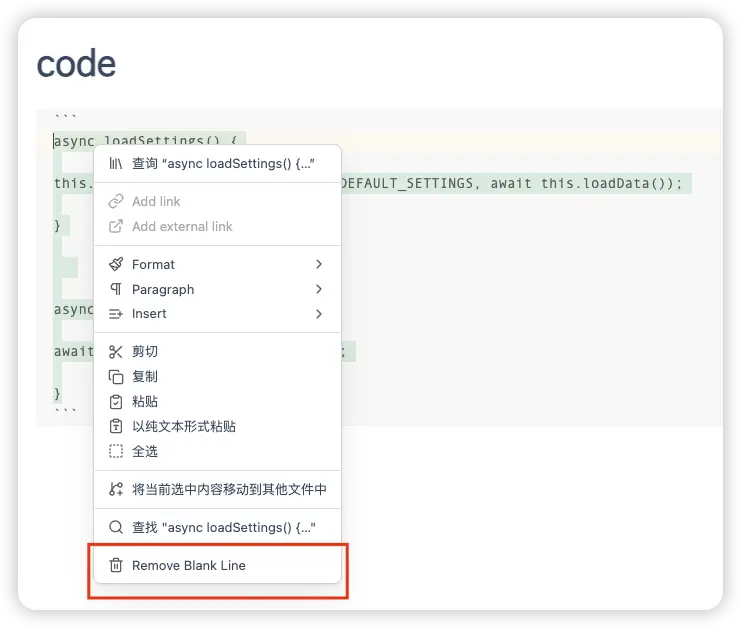 code
```
async loadSettings() {
查询 “async loadSettings() {…”
this.
DEFAULT_SETTINGS, await this.loadData());
Add link
}
Add external link
Format
Paragraph
async
Insert
await
;
剪切
复制
}
粘贴
```
以纯文本形式粘贴
全选
将当前选中内容移动到其他文件中
查找 "async loadSettings() {..."
Remove Blank Line